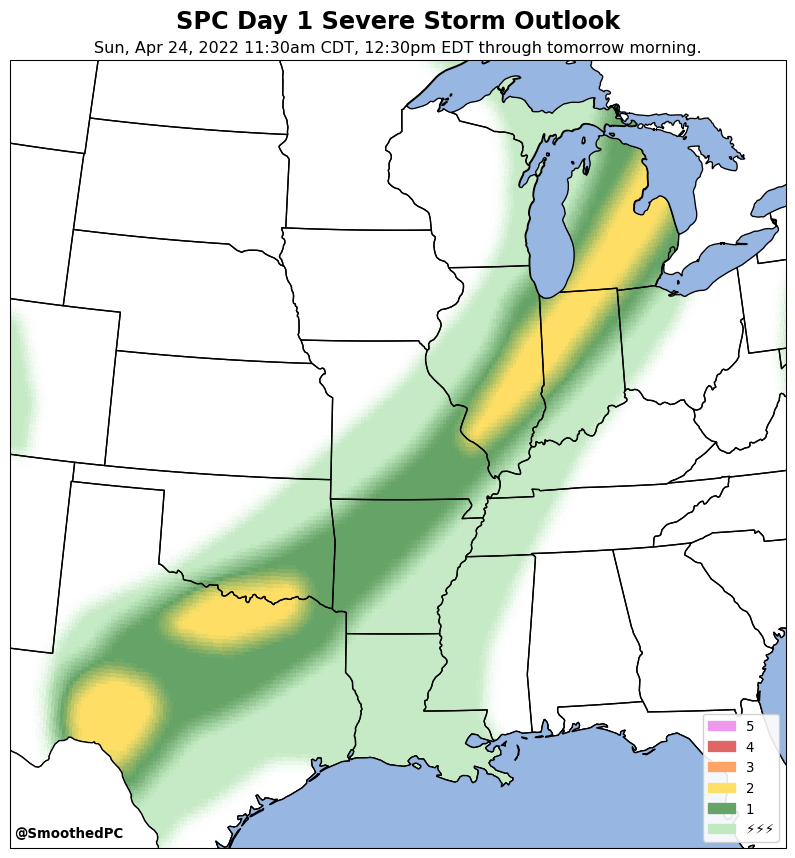 SPC Day 1 Severe Storm Outlook
Sun, Apr 24, 2022 11:30am CDT, 12:30pm EDT through tomorrow morning.
5
4
3
2
1
⚡⚡⚡
@SmoothedPC